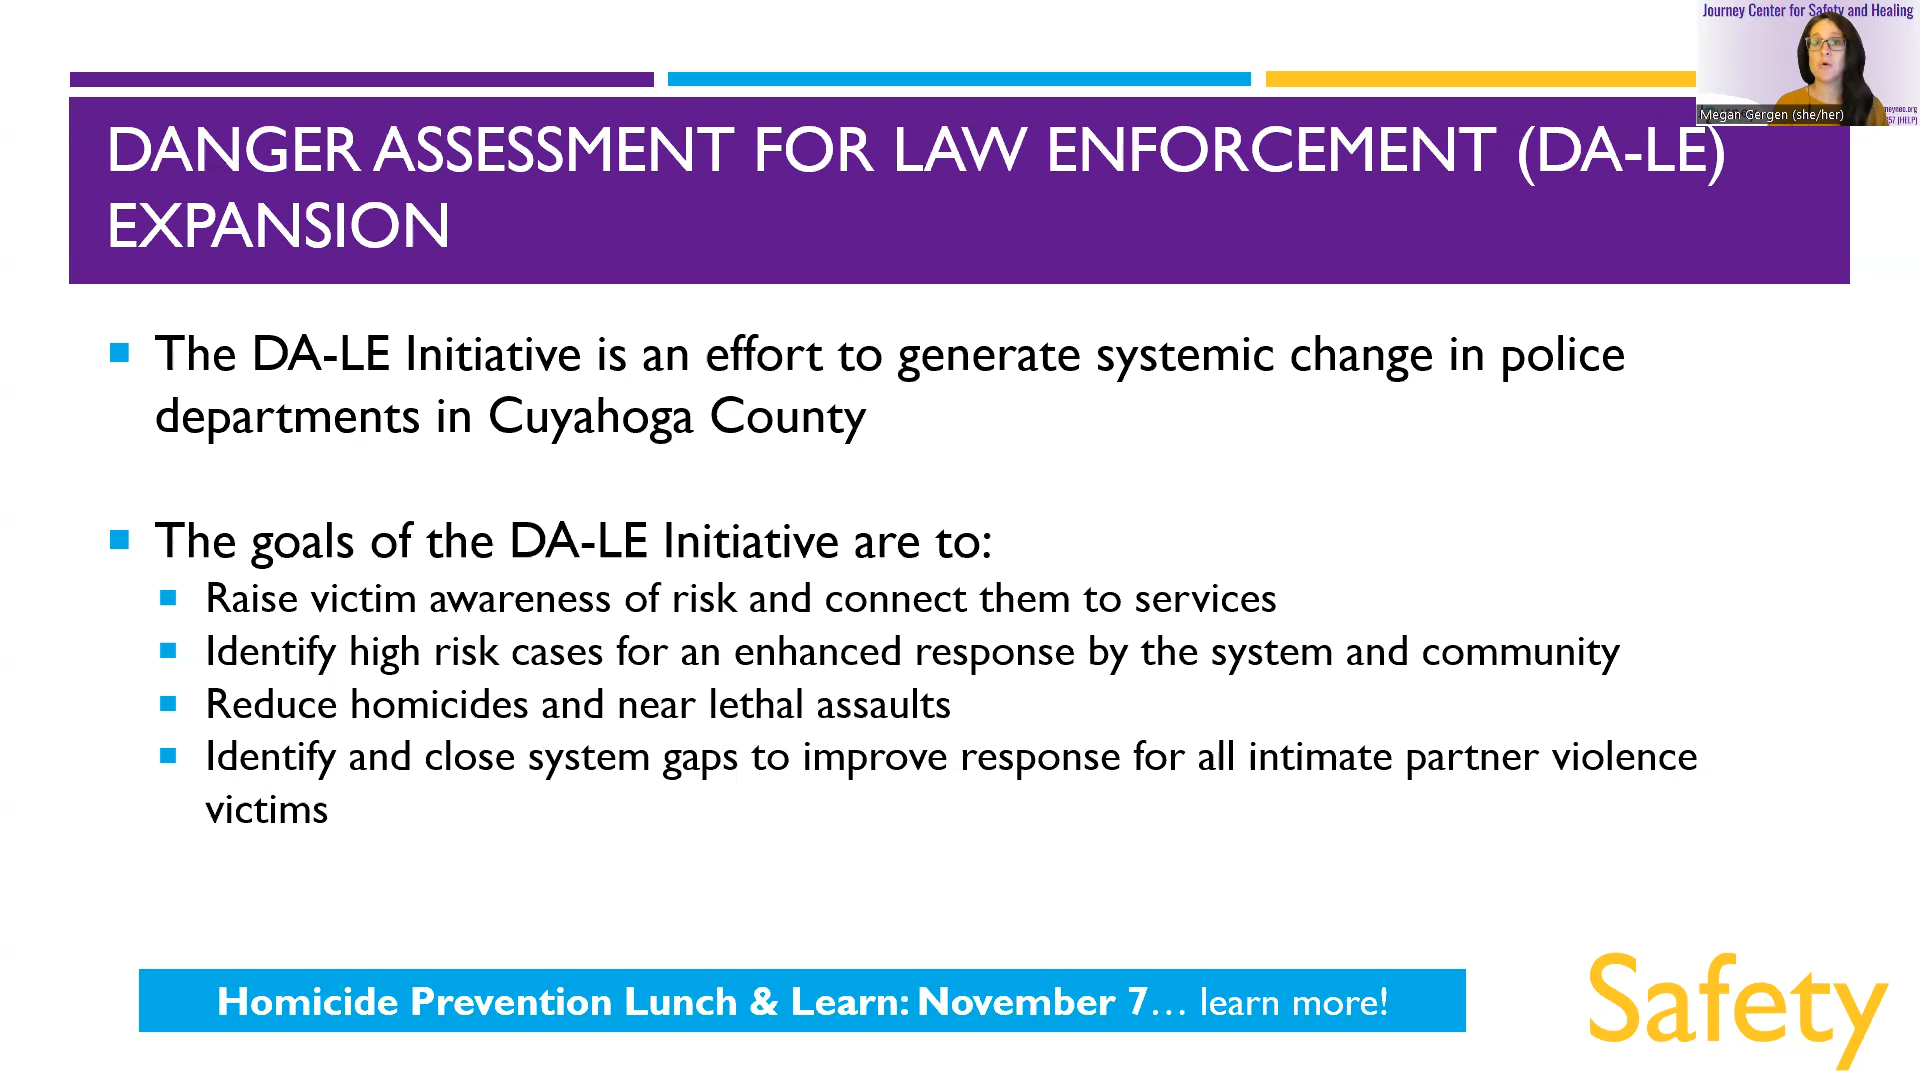 Journey Center for Safety and Healing
Megan Gergen (she/her)
DANGER ASSESSMENT FOR LAW ENFORCEMENT (DA-LE)
EXPANSION
The DA-LE Initiative is an effort to generate systemic change in police
departments in Cuyahoga County
The goals of the DA-LE Initiative are to:
Raise victim awareness of risk and connect them to services
Identify high risk cases for an enhanced response by the system and community
Reduce homicides and near lethal assaults
Identify and close system gaps to improve response for all intimate partner violence
victims
Homicide Prevention Lunch & Learn: November 7... learn more!
Safety